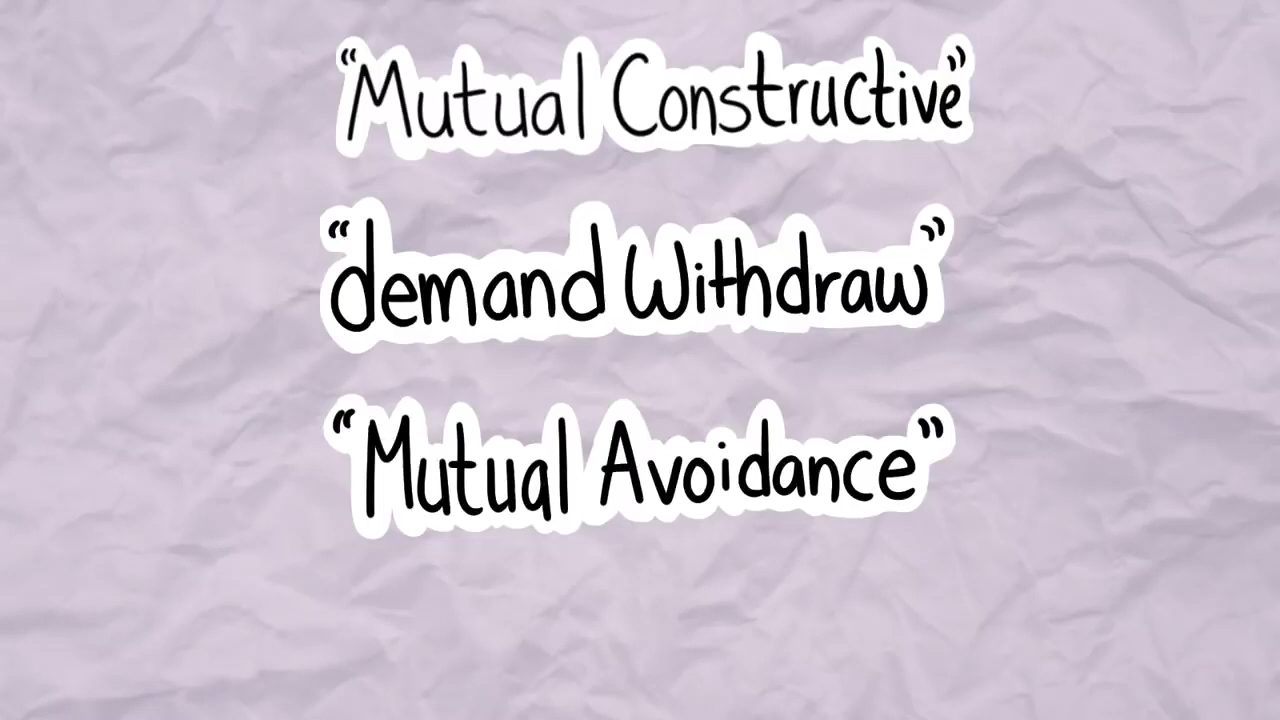 “Mutual Constructive”
“demand Withdraw”
“Mutual Avoidance”